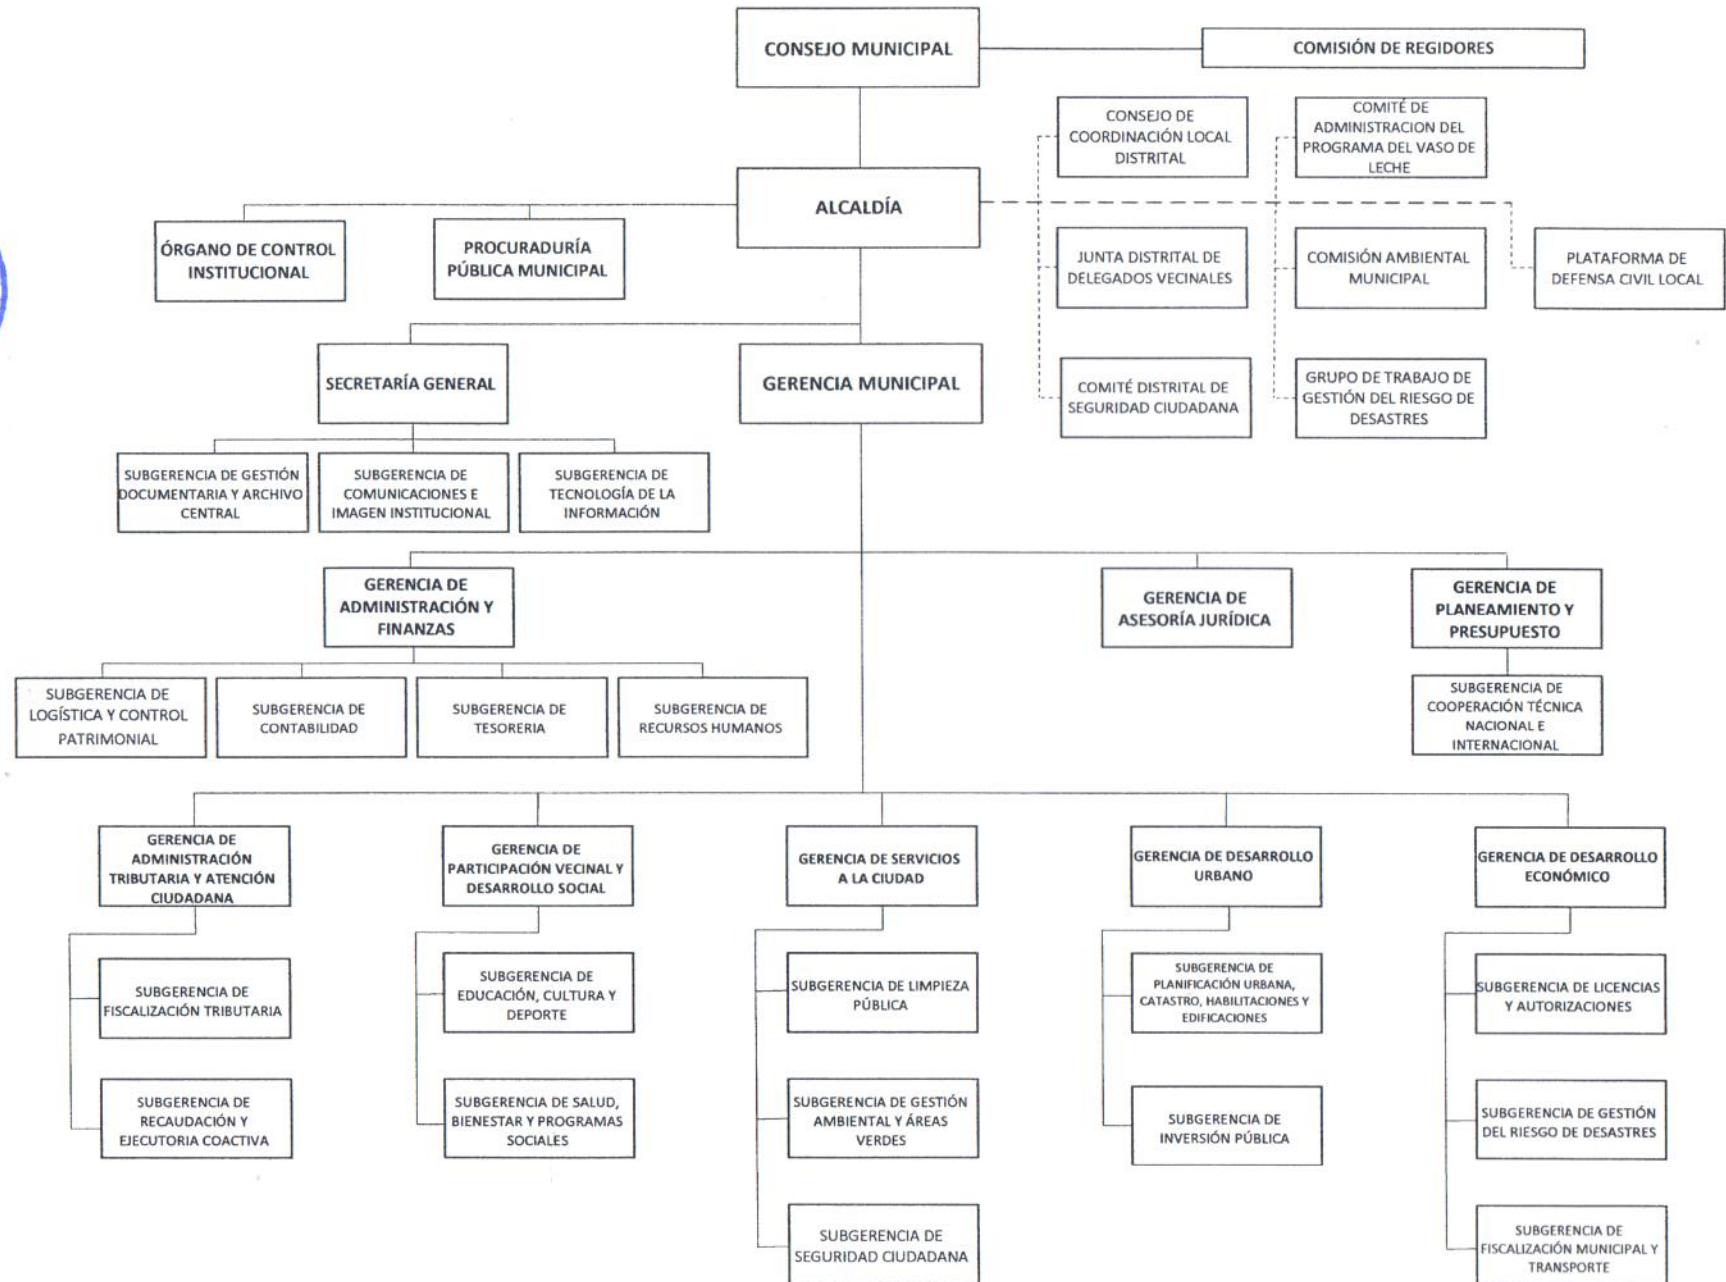 CONSEJO MUNICIPAL
COMISIÓN DE REGIDORES
CONSEJO DE
COORDINACIÓN LOCAL
DISTRITAL
COMITÉ DE
ADMINISTRACION DEL
PROGRAMA DEL VASO DE
LECHE
ALCALDÍA
ÓRGANO DE CONTROL
INSTITUCIONAL
PROCURADURÍA
PÚBLICA MUNICIPAL
JUNTA DISTRITAL DE
DELEGADOS VECINALES
COMISIÓN AMBIENTAL
MUNICIPAL
PLATAFORMA DE
DEFENSA CIVIL LOCAL
SECRETARÍA GENERAL
GERENCIA MUNICIPAL
COMITÉ DISTRITAL DE
SEGURIDAD CIUDADANA
GRUPO DE TRABAJO DE
GESTIÓN DEL RIESGO DE
DESASTRES
SUBGERENCIA DE GESTIÓN
DOCUMENTARIA Y ARCHIVO
CENTRAL
SUBGERENCIA DE
COMUNICACIONES E
IMAGEN INSTITUCIONAL
SUBGERENCIA DE
TECNOLOGÍA DE LA
INFORMACIÓN
GERENCIA DE
ADMINISTRACIÓN Y
FINANZAS
GERENCIA DE
ASESORÍA JURÍDICA
GERENCIA DE
PLANEAMIENTO Y
PRESUPUESTO
SUBGERENCIA DE
LOGÍSTICA Y CONTROL
PATRIMONIAL
SUBGERENCIA DE
CONTABILIDAD
SUBGERENCIA DE
TESORERIA
SUBGERENCIA DE
RECURSOS HUMANOS
SUBGERENCIA DE
COOPERACIÓN TÉCNICA
NACIONAL E
INTERNACIONAL
GERENCIA DE
ADMINISTRACIÓN
TRIBUTARIA Y ATENCIÓN
CIUDADANA
GERENCIA DE
PARTICIPACIÓN VECINAL Y
DESARROLLO SOCIAL
GERENCIA DE SERVICIOS
A LA CIUDAD
GERENCIA DE DESARROLLO
URBANO
GERENCIA DE DESARROLLO
ECONÓMICO
SUBGERENCIA DE
FISCALIZACIÓN TRIBUTARIA
SUBGERENCIA DE
EDUCACIÓN, CULTURA Y
DEPORTE
SUBGERENCIA DE LIMPIEZA
PÚBLICA
SUBGERENCIA DE
PLANIFICACIÓN URBANA,
CATASTRO, HABILITACIONES Y
EDIFICACIONES
SUBGERENCIA DE LICENCIAS
Y AUTORIZACIONES
SUBGERENCIA DE
RECAUDACIÓN Y
EJECUTORIA COACTIVA
SUBGERENCIA DE SALUD,
BIENESTAR Y PROGRAMAS
SOCIALES
SUBGERENCIA DE GESTIÓN
AMBIENTAL Y ÁREAS
VERDES
SUBGERENCIA DE
INVERSIÓN PÚBLICA
SUBGERENCIA DE GESTIÓN
DEL RIESGO DE DESASTRES
SUBGERENCIA DE
SEGURIDAD CIUDADANA
SUBGERENCIA DE
FISCALIZACIÓN MUNICIPAL Y
TRANSPORTE